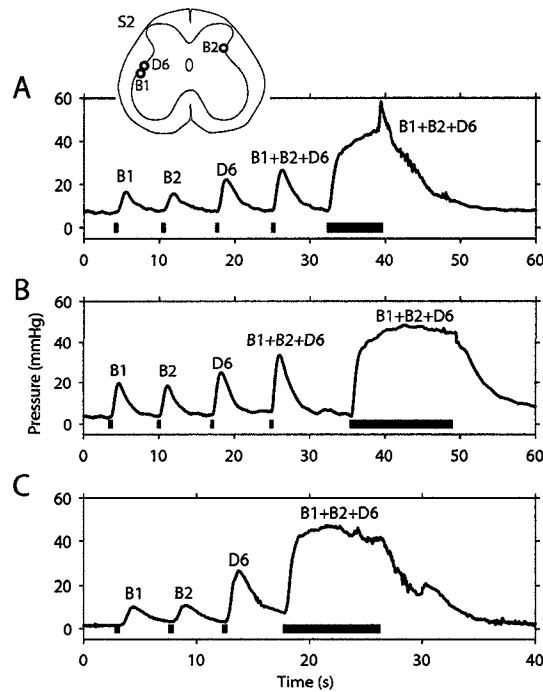 S2
B2
D6
B1
A
60
40
20
0
B1 B2 D6 B1+B2+D6 B1+B2+D6
0 10 20 30 40 50 60
B
Pressure (mmHg)
60
40
20
0
B1 B2 D6 B1+B2+D6 B1+B2+D6
0 10 20 30 40 50 60
C
60
40
20
0
B1 B2 D6 B1+B2+D6
0 10 20 30 40
Time (s)